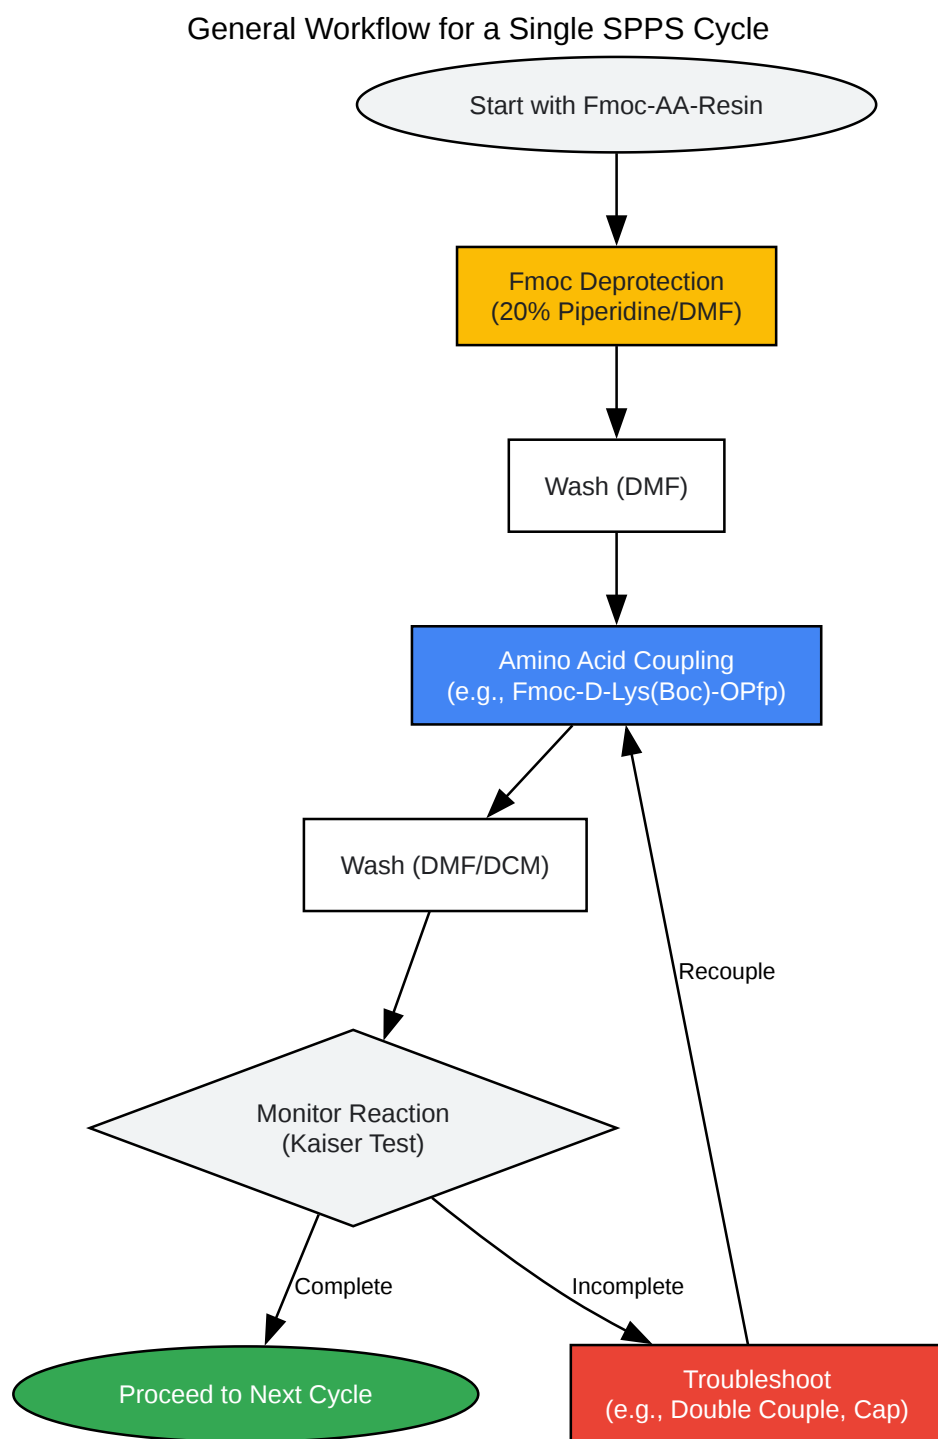 General Workflow for a Single SPPS Cycle
Start with Fmoc-AA-Resin
Fmoc Deprotection
(20% Piperidine/DMF)
Wash (DMF)
Amino Acid Coupling
(e.g., Fmoc-D-Lys(Boc)-OPfp)
Wash (DMF/DCM)
Recouple
Monitor Reaction
(Kaiser Test)
Complete
Incomplete
Proceed to Next Cycle
Troubleshoot
(e.g., Double Couple, Cap)